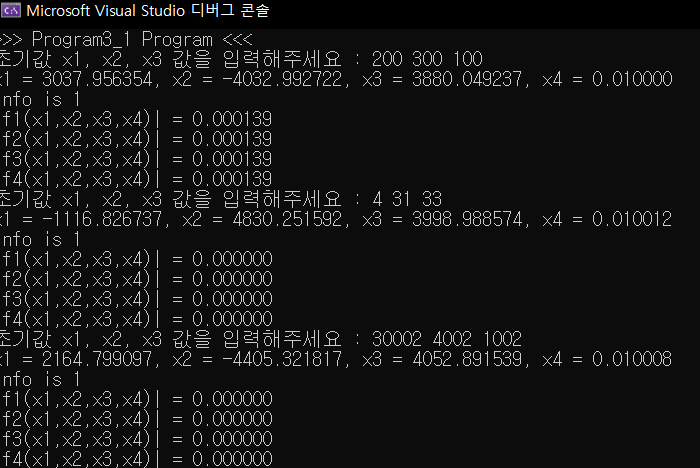 Microsoft Visual Studio 디버그 콘솔
>>> Program3_1 Program <<<
초기값 x1, x2, x3 값을 입력해주세요 : 200 300 100
x1 = 3037.956354, x2 = -4032.992722, x3 = 3880.049237, x4 = 0.010000
nfo is 1
f1(x1,x2,x3,x4)| = 0.000139
f2(x1,x2,x3,x4)| = 0.000139
f3(x1,x2,x3,x4)| = 0.000139
f4(x1,x2,x3,x4)| = 0.000139
초기값 x1, x2, x3 값을 입력해주세요 : 4 31 33
x1 = -1116.826737, x2 = 4830.251592, x3 = 3998.988574, x4 = 0.010012
nfo is 1
f1(x1,x2,x3,x4)| = 0.000000
f2(x1,x2,x3,x4)| = 0.000000
f3(x1,x2,x3,x4)| = 0.000000
f4(x1,x2,x3,x4)| = 0.000000
초기값 x1, x2, x3 값을 입력해주세요 : 30002 4002 1002
x1 = 2164.799097, x2 = -4405.321817, x3 = 4052.891539, x4 = 0.010008
nfo is 1
f1(x1,x2,x3,x4)| = 0.000000
f2(x1,x2,x3,x4)| = 0.000000
f3(x1,x2,x3,x4)| = 0.000000
f4(x1,x2,x3,x4)| = 0.000000